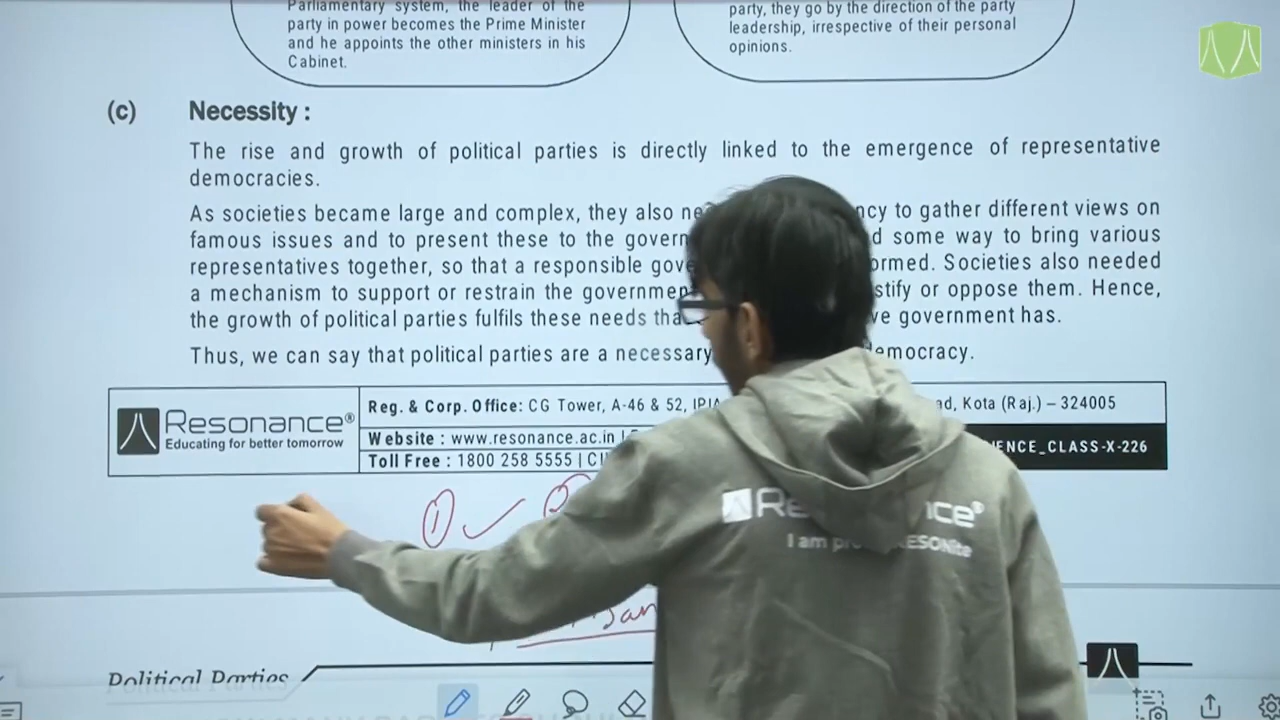 Parliamentary system, the leader of the
party in power becomes the Prime Minister
and he appoints the other ministers in his
Cabinet.
party, they go by the direction of the party
leadership, irrespective of their personal
opinions.
(c) Necessity :
The rise and growth of political parties is directly linked to the emergence of representative
democracies.
As societies became large and complex, they also ncy to gather different views on
famous issues and to present these to the govern d some way to bring various
representatives together, so that a responsible gove ormed. Societies also needed
a mechanism to support or restrain the governmen stify or oppose them. Hence,
the growth of political parties fulfils these needs tha ve government has.
Thus, we can say that political parties are a necessary democracy.
Resonance®
Educating for better tomorrow
Reg. & Corp. Office: CG Tower, A-46 & 52, ad, Kota (Raj.) – 324005
Website : www.resonance.ac.in |
Toll Free : 1800 258 5555 | CI
ENCE_CLASS-X-226
1
Re nce
I am pr RESONite
Political Parties